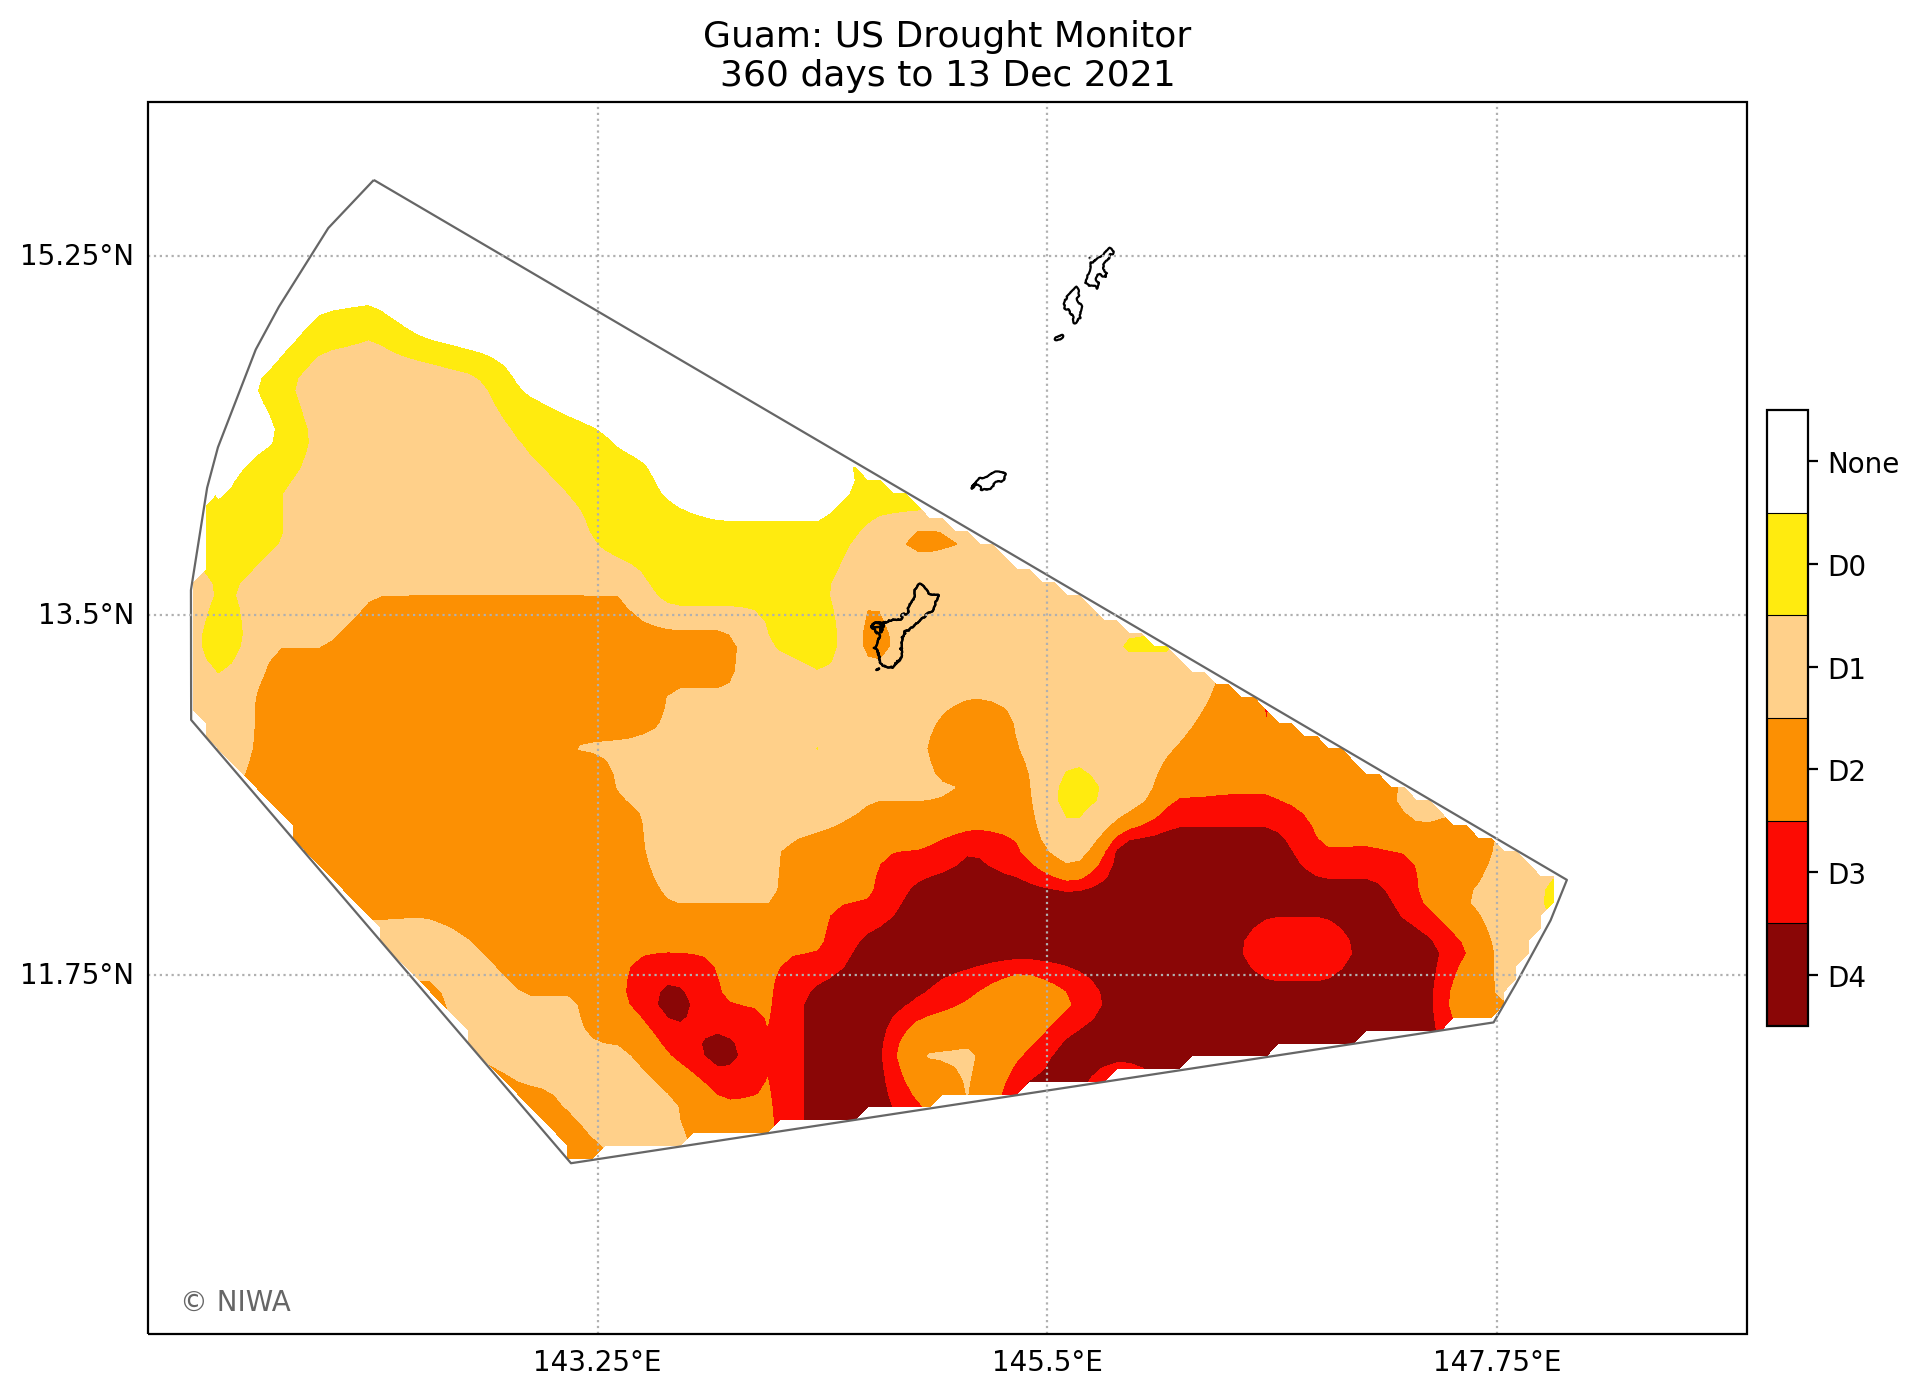 Guam: US Drought Monitor
360 days to 13 Dec 2021
15.25°N
13.5°N
11.75°N
143.25°E
145.5°E
147.75°E
None
D0
D1
D2
D3
D4
© NIWA